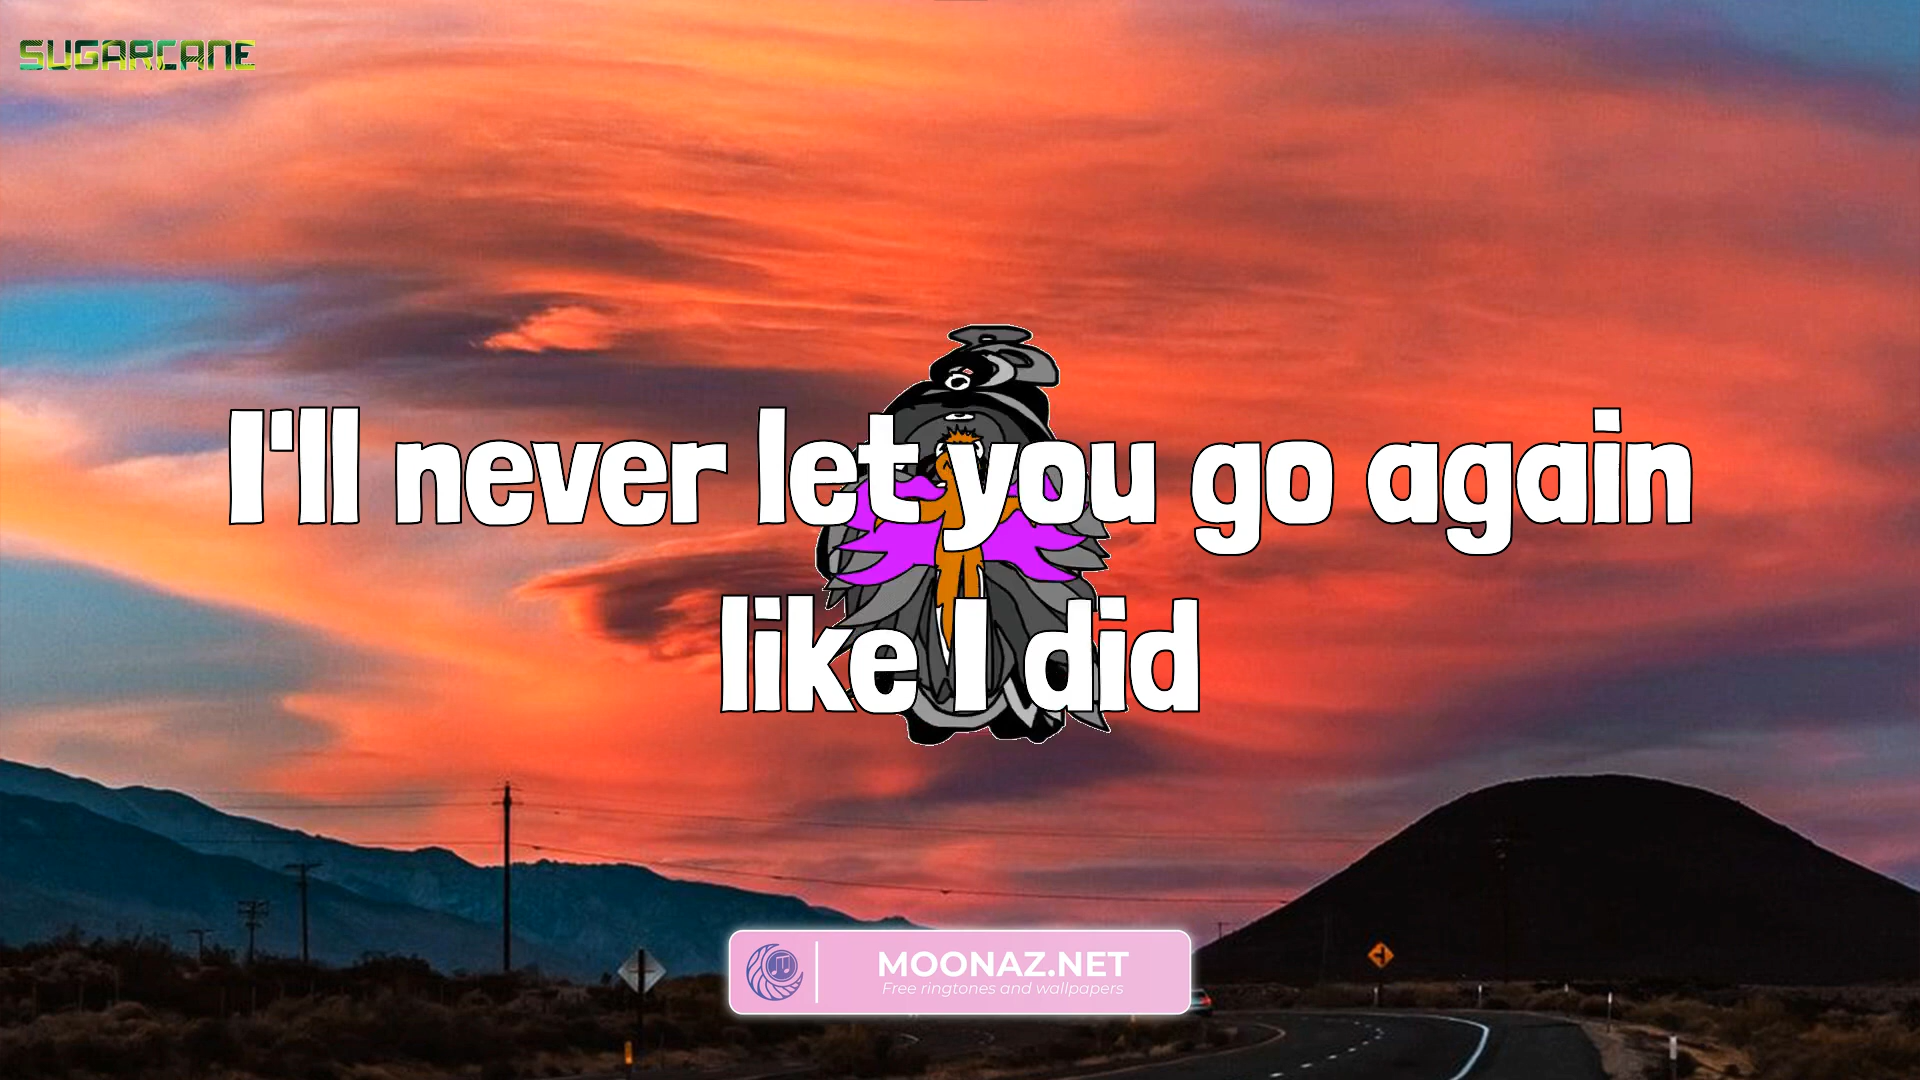 SUGARCANE
I'll never let you go again
like I did
MOONAZ.NET
Free ringtones and wallpapers